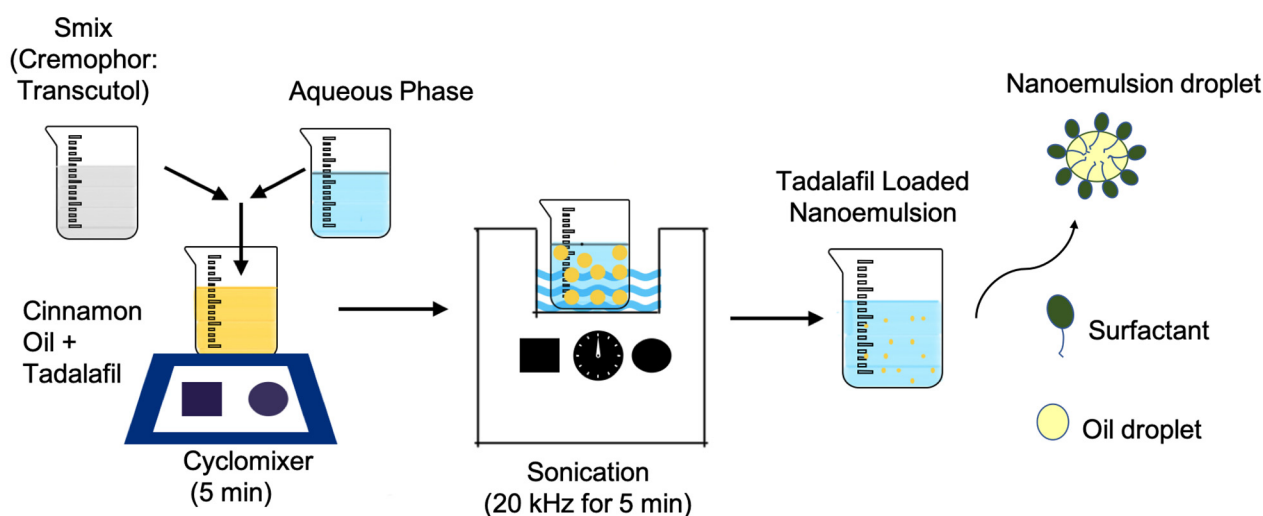 Smix
(Cremophor:
Transcutol)
Aqueous Phase
Cinnamon
Oil +
Tadalafil
Cyclomixer
(5 min)
Sonication
(20 kHz for 5 min)
Tadalafil Loaded
Nanoemulsion
Nanoemulsion droplet
Surfactant
Oil droplet